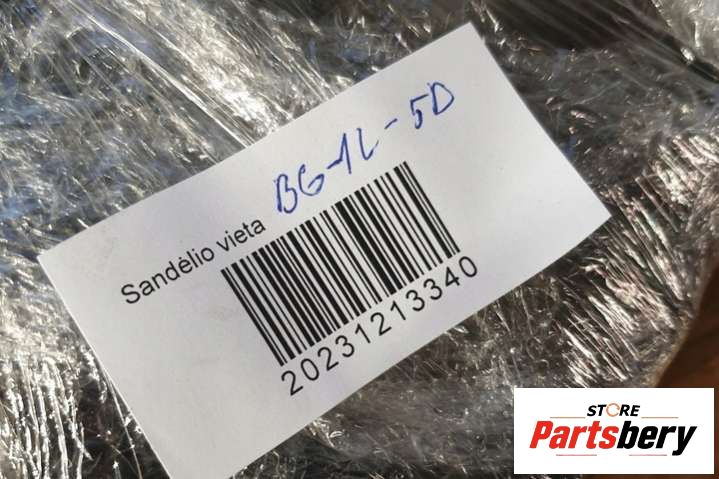 Sandėlio vieta BG-1L-5D
20231213340
STORE
Partsbery